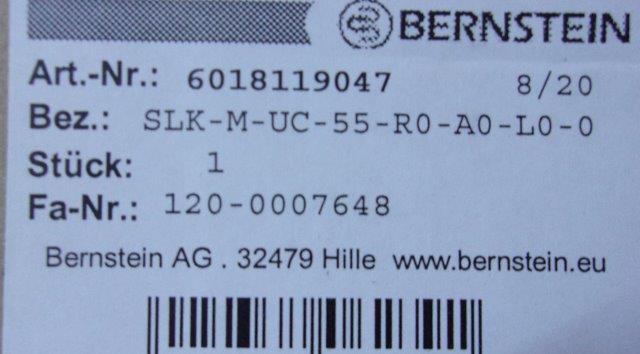 BERNSTEIN
Art.-Nr.: 6018119047 8/20
Bez.: SLK-M-UC-55-R0-A0-L0-0
Stück: 1
Fa-Nr.: 120-0007648
Bernstein AG . 32479 Hille www.bernstein.eu